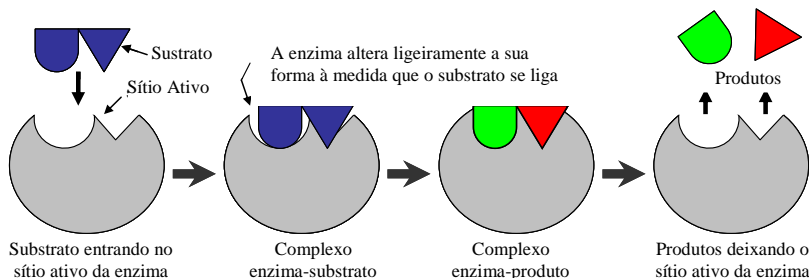 Sustrato
Sítio Ativo
A enzima altera ligeiramente a sua
forma à medida que o substrato se liga
Produtos
Substrato entrando no
sítio ativo da enzima
Complexo
enzima-substrato
Complexo
enzima-produto
Produtos deixando o
sítio ativo da enzima